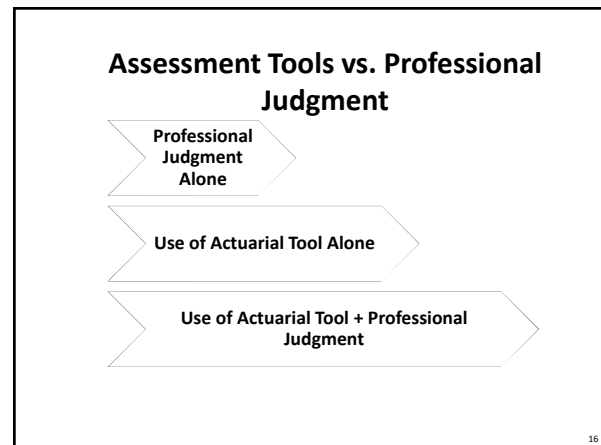 Assessment Tools vs. Professional
Judgment
Professional
Judgment
Alone
Use of Actuarial Tool Alone
Use of Actuarial Tool + Professional
Judgment
16